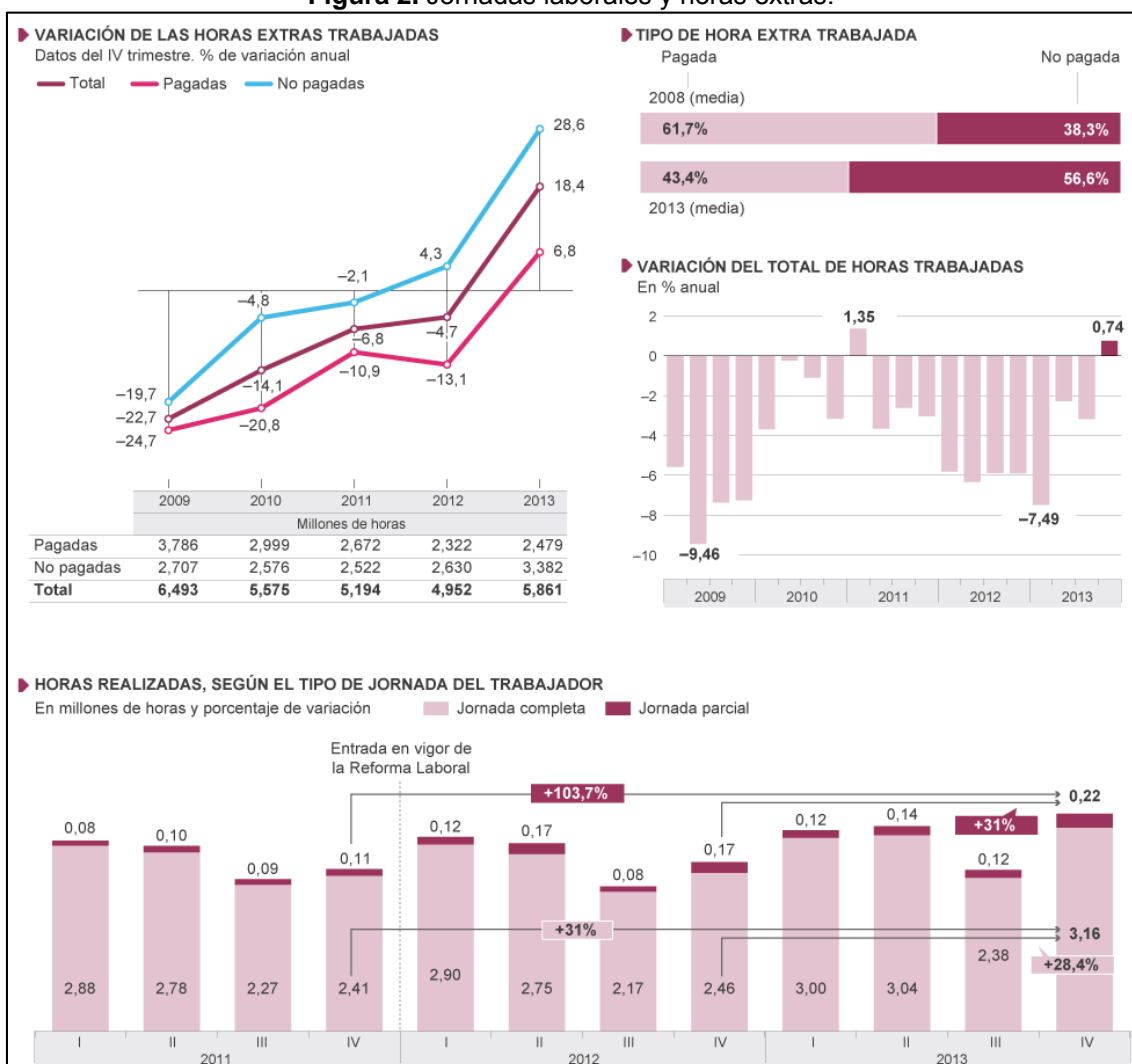 Figura 2. Jornadas laborales y horas extras.
VARIACIÓN DE LAS HORAS EXTRAS TRABAJADAS
Datos del IV trimestre. % de variación anual
Total Pagadas No pagadas
28,6
18,4
6,8
4,3
–2,1
–4,8
–4,7
–6,8
–10,9
–13,1
–14,1
–19,7
–20,8
–22,7
–24,7
2009 2010 2011 2012 2013
Millones de horas
Pagadas 3,786 2,999 2,672 2,322 2,479
No pagadas 2,707 2,576 2,522 2,630 3,382
Total 6,493 5,575 5,194 4,952 5,861
TIPO DE HORA EXTRA TRABAJADA
Pagada No pagada
2008 (media)
61,7% 38,3%
43,4% 56,6%
2013 (media)
VARIACIÓN DEL TOTAL DE HORAS TRABAJADAS
En % anual
2
1,35
0,74
0
–2
–4
–6
–8
–7,49
–10
–9,46
2009 2010 2011 2012 2013
HORAS REALIZADAS, SEGÚN EL TIPO DE JORNADA DEL TRABAJADOR
En millones de horas y porcentaje de variación Jornada completa Jornada parcial
Entrada en vigor de
la Reforma Laboral
+103,7% 0,22
0,08 0,10 0,09 0,11 0,12 0,17 0,08 0,17 0,12 0,14 0,12
+31%
+31% 3,16
+28,4%
2,88 2,78 2,27 2,41 2,90 2,75 2,17 2,46 3,00 3,04 2,38
I II III IV I II III IV I II III IV
2011 2012 2013